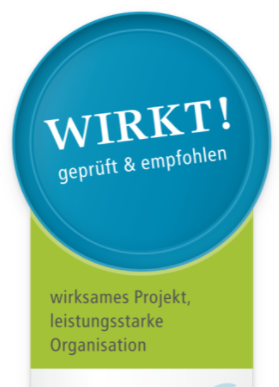 WIRKT!
geprüft & empfohlen
wirksames Projekt,
leistungsstarke
Organisation